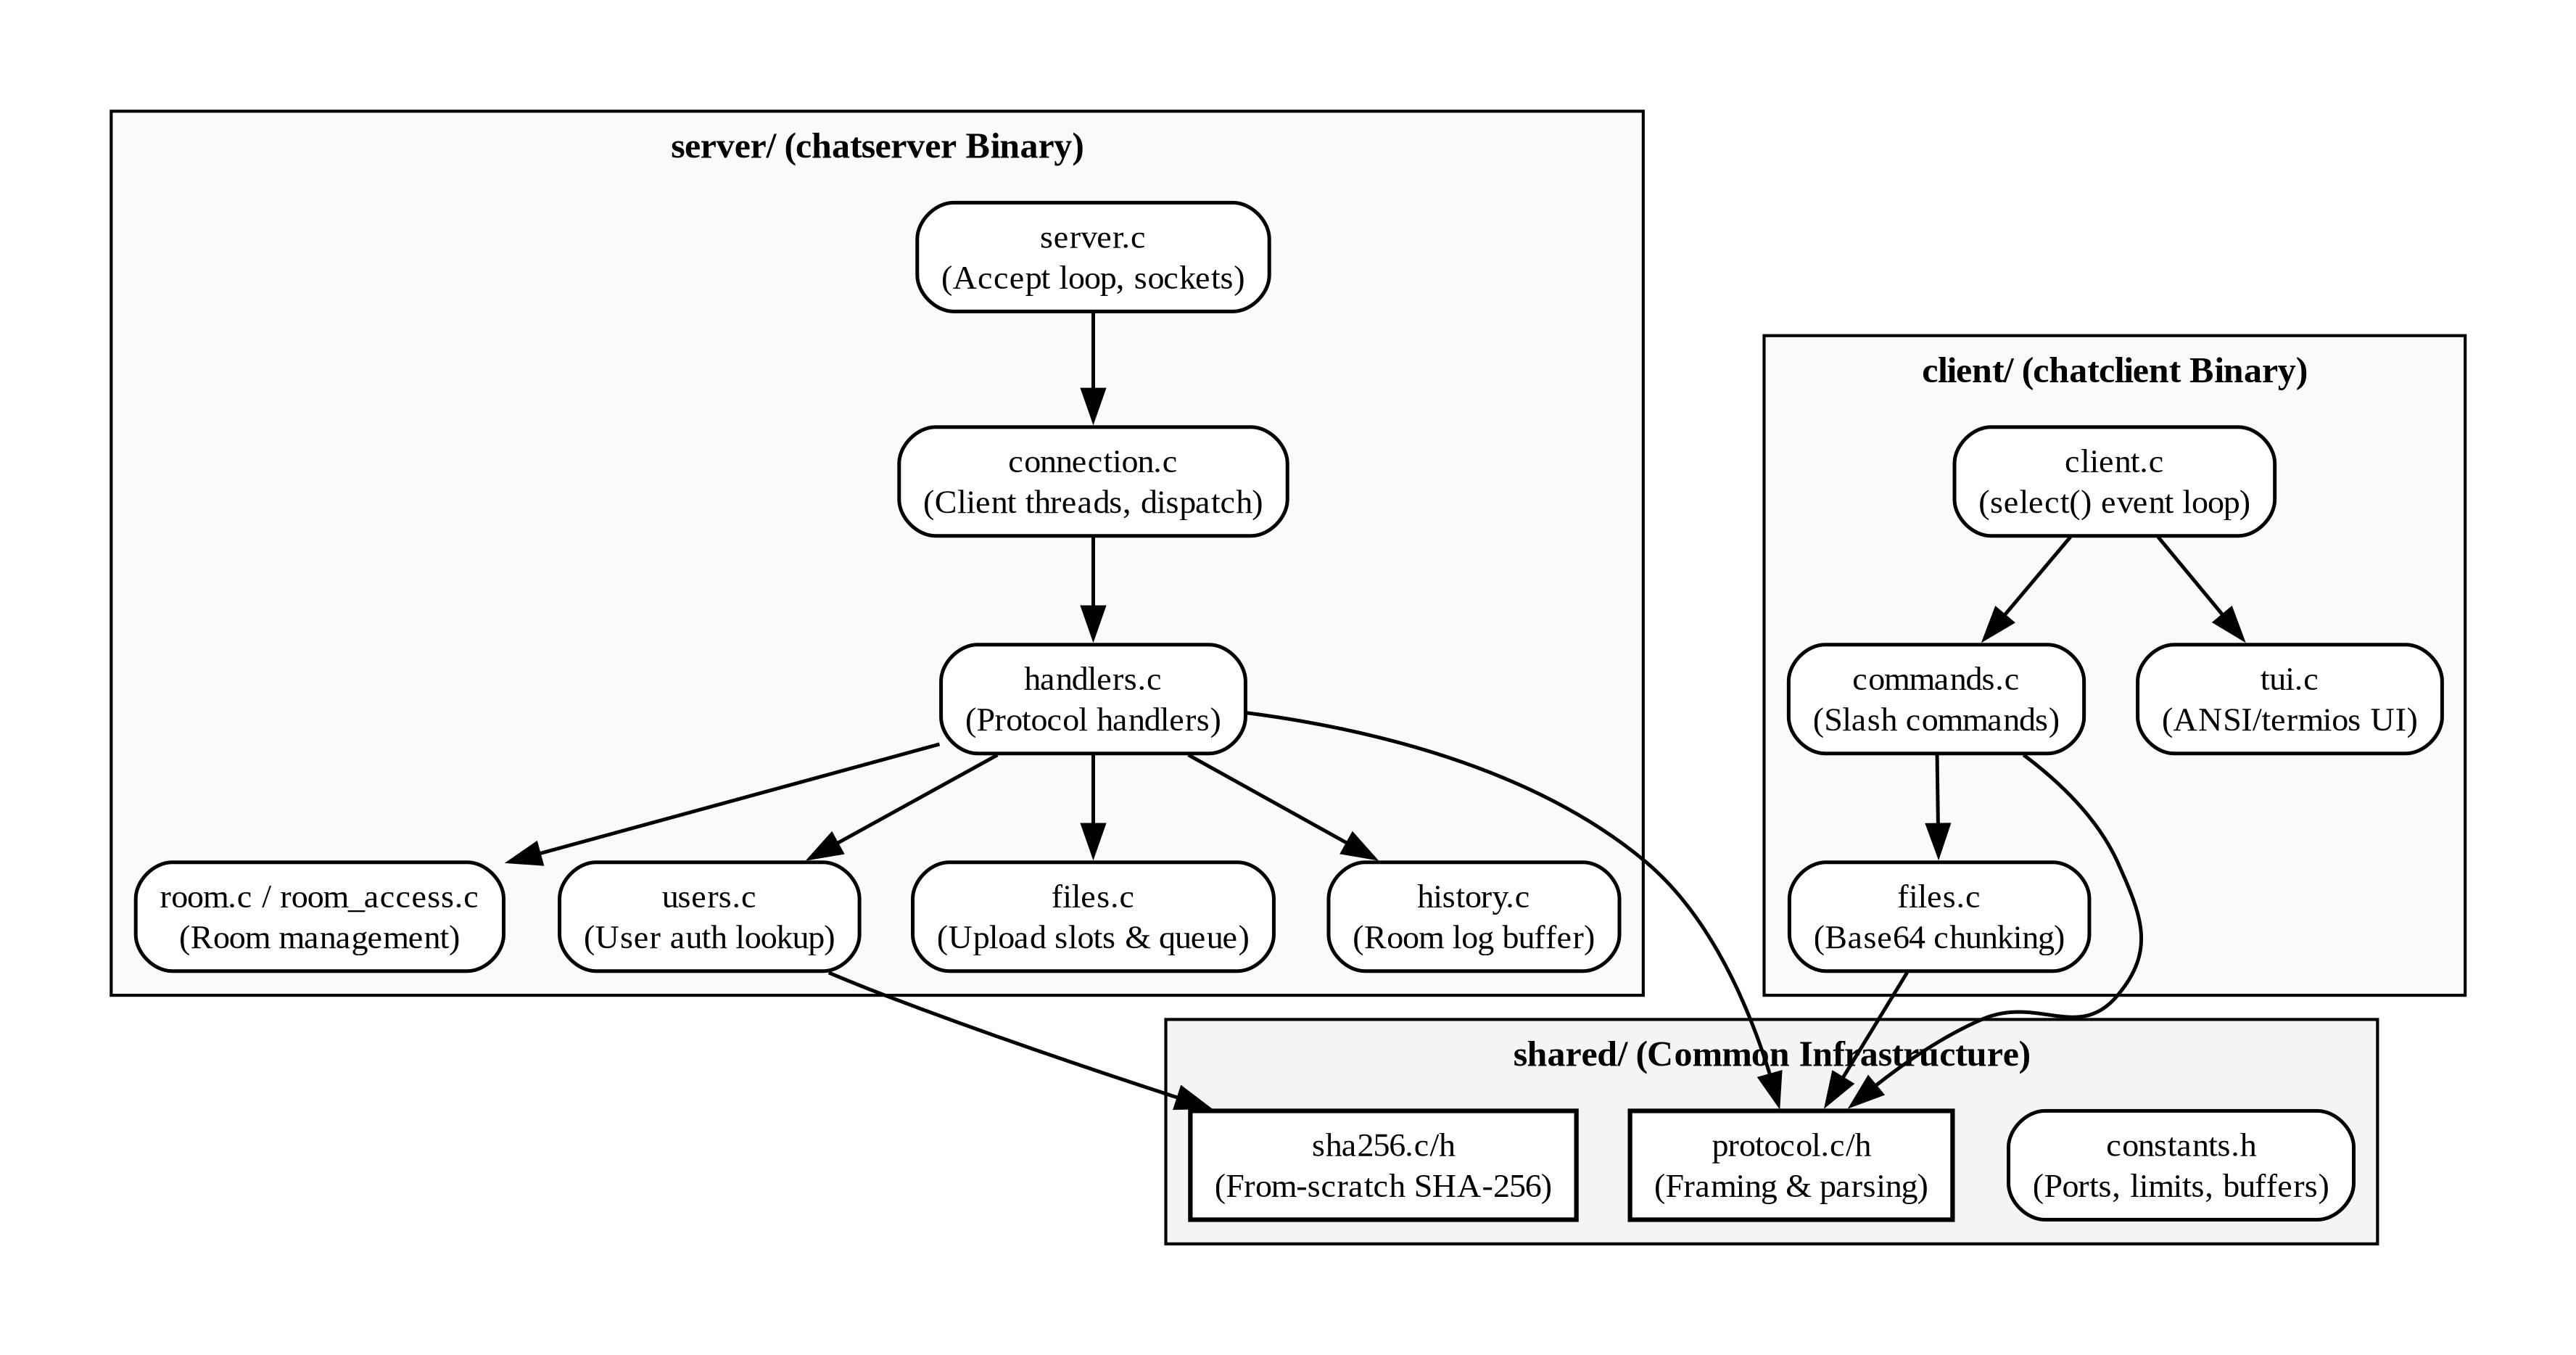 server/ (chatserver Binary)
server.c
(Accept loop, sockets)
connection.c
(Client threads, dispatch)
handlers.c
(Protocol handlers)
room.c / room_access.c
(Room management)
users.c
(User auth lookup)
files.c
(Upload slots & queue)
history.c
(Room log buffer)
client/ (chatclient Binary)
client.c
(select() event loop)
commands.c
(Slash commands)
tui.c
(ANSI/termios UI)
files.c
(Base64 chunking)
shared/ (Common Infrastructure)
sha256.c/h
(From-scratch SHA-256)
protocol.c/h
(Framing & parsing)
constants.h
(Ports, limits, buffers)